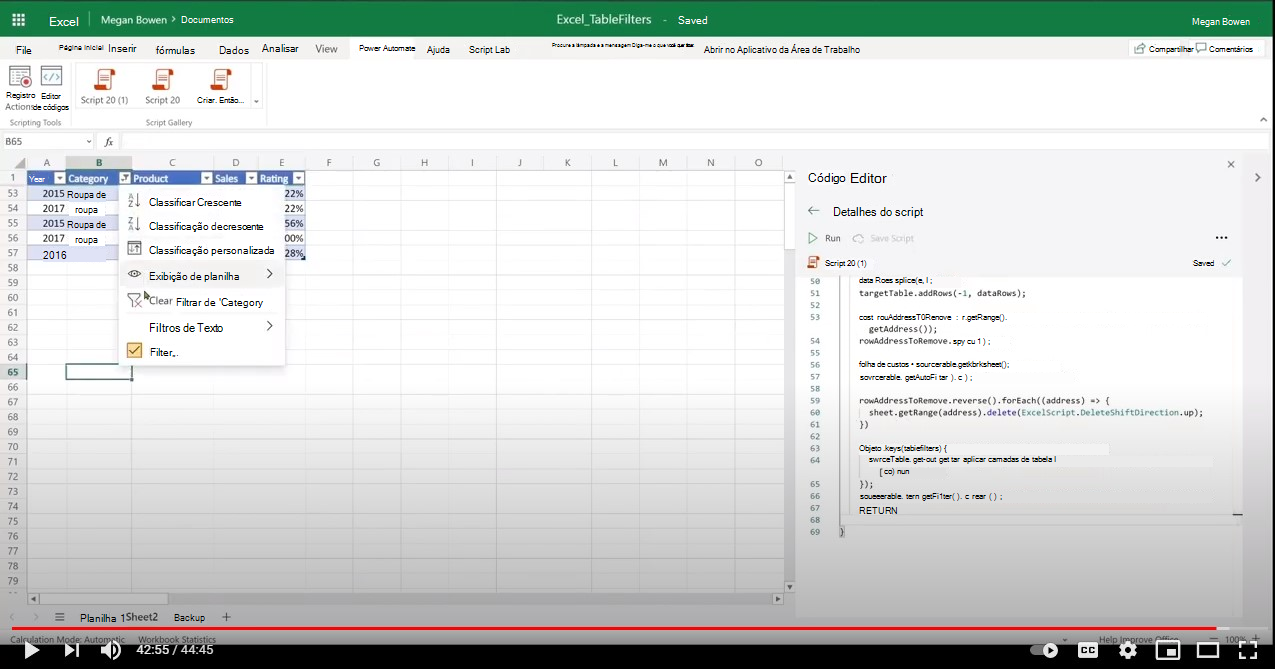 Excel Megan Bowen > Documentos Excel_TableFilters - Saved Megan Bowen
File Página Inicial Inserir fórmulas Dados Analisar View Power Automate Ajuda Script Lab Procure a lâmpada e a mensagem Diga-me o que você quer fazer Abrir no Aplicativo da Área de Trabalho Compartilhar Comentários
Registro Editor
Actions de códigos
Script 20 (1) Script 20 Criar. Então...
Scripting Tools Script Gallery
B65 fx
A B C D E F G H I J K L M N O
1 Year Category Product Sales Rating
53 2015 Roupa de 22%
54 2017 roupa 22%
55 2015 Roupa de 56%
56 2017 roupa 00%
57 2016 28%
58
59
60
61
62
63
64
65
66
67
68
69
70
71
72
73
74
75
76
77
78
79
Classificar Crescente
Classificação decrescente
Classificação personalizada
Exibição de planilha
Clear Filtrar de 'Category
Filtros de Texto
Filter,.
Código Editor
Detalhes do script
Run Save Script ...
Script 20 (1) Saved
50 data Roes splice(e, l ;
51 targetTable.addRows(-1, dataRows);
52
53 cost rouAddressT0Renove : r.getRange().
getAddress());
54 rowAddressToRemove. spy cu 1 ) ;
55
56 folha de custos • sourcerable.getkbrksheet();
57 sovrcerable. getAutoFi tar ). c ) ;
58
59 rowAddressToRemove.reverse().forEach((address) => {
60 sheet.getRange(address).delete(ExcelScript.DeleteShiftDirection.up);
61 })
62
63 Objeto .keys(tabiefilters) {
64 swrceTable. get-out get tar aplicar camadas de tabela l
[ co) nun
65 });
66 soueeerable. tern getFi1ter( ). c rear ( ) ;
67 RETURN
68
69 }
Planilha 1 Sheet2 Backup +
Calculation Mode: Automatic Workbook Statistics Help Improve Office - 100% +
42:55 / 44:45 CC